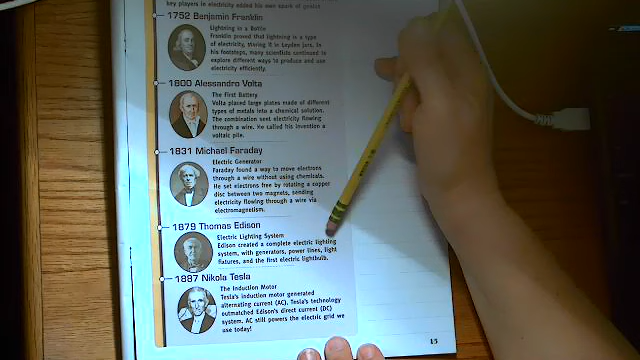 key players in electricity added his own spark of genius
1752 Benjamin Franklin
Lightning in a Bottle
Franklin proved that lightning is a type
of electricity, storing it in Leyden jars. In
his footsteps, many scientists continued to
explore different ways to produce and use
electricity efficiently.
1800 Alessandro Volta
The First Battery
Volta placed large plates made of different
types of metals into a chemical solution.
The combination sent electricity flowing
through a wire. He called his invention a
voltaic pile.
1831 Michael Faraday
Electric Generator
Faraday found a way to move electrons
through a wire without using chemicals.
He set electrons free by rotating a copper
disc between two magnets, sending
electricity flowing through a wire via
electromagnetism.
1879 Thomas Edison
Electric Lighting System
Edison created a complete electric lighting
system, with generators, power lines, light
fixtures, and the first electric lightbulb.
1887 Nikola Tesla
The Induction Motor
Tesla's induction motor generated
alternating current (AC). Tesla's technology
outmatched Edison's direct current (DC)
system. AC still powers the electric grid we
use today!
15